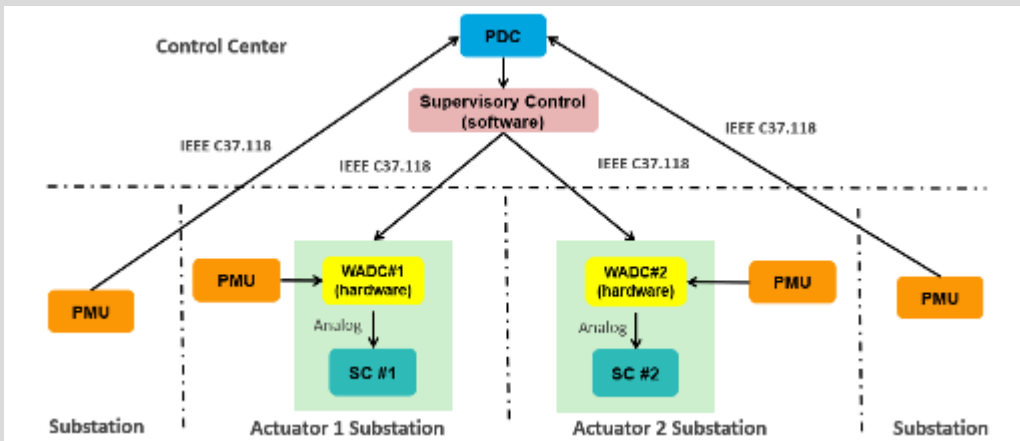 Control Center
PDC
Supervisory Control
(software)
IEEE C37.118
IEEE C37.118
IEEE C37.118
IEEE C37.118
PMU
PMU
WADC#1
(hardware)
Analog
SC #1
WADC#2
(hardware)
Analog
SC #2
PMU
PMU
Substation
Actuator 1 Substation
Actuator 2 Substation
Substation